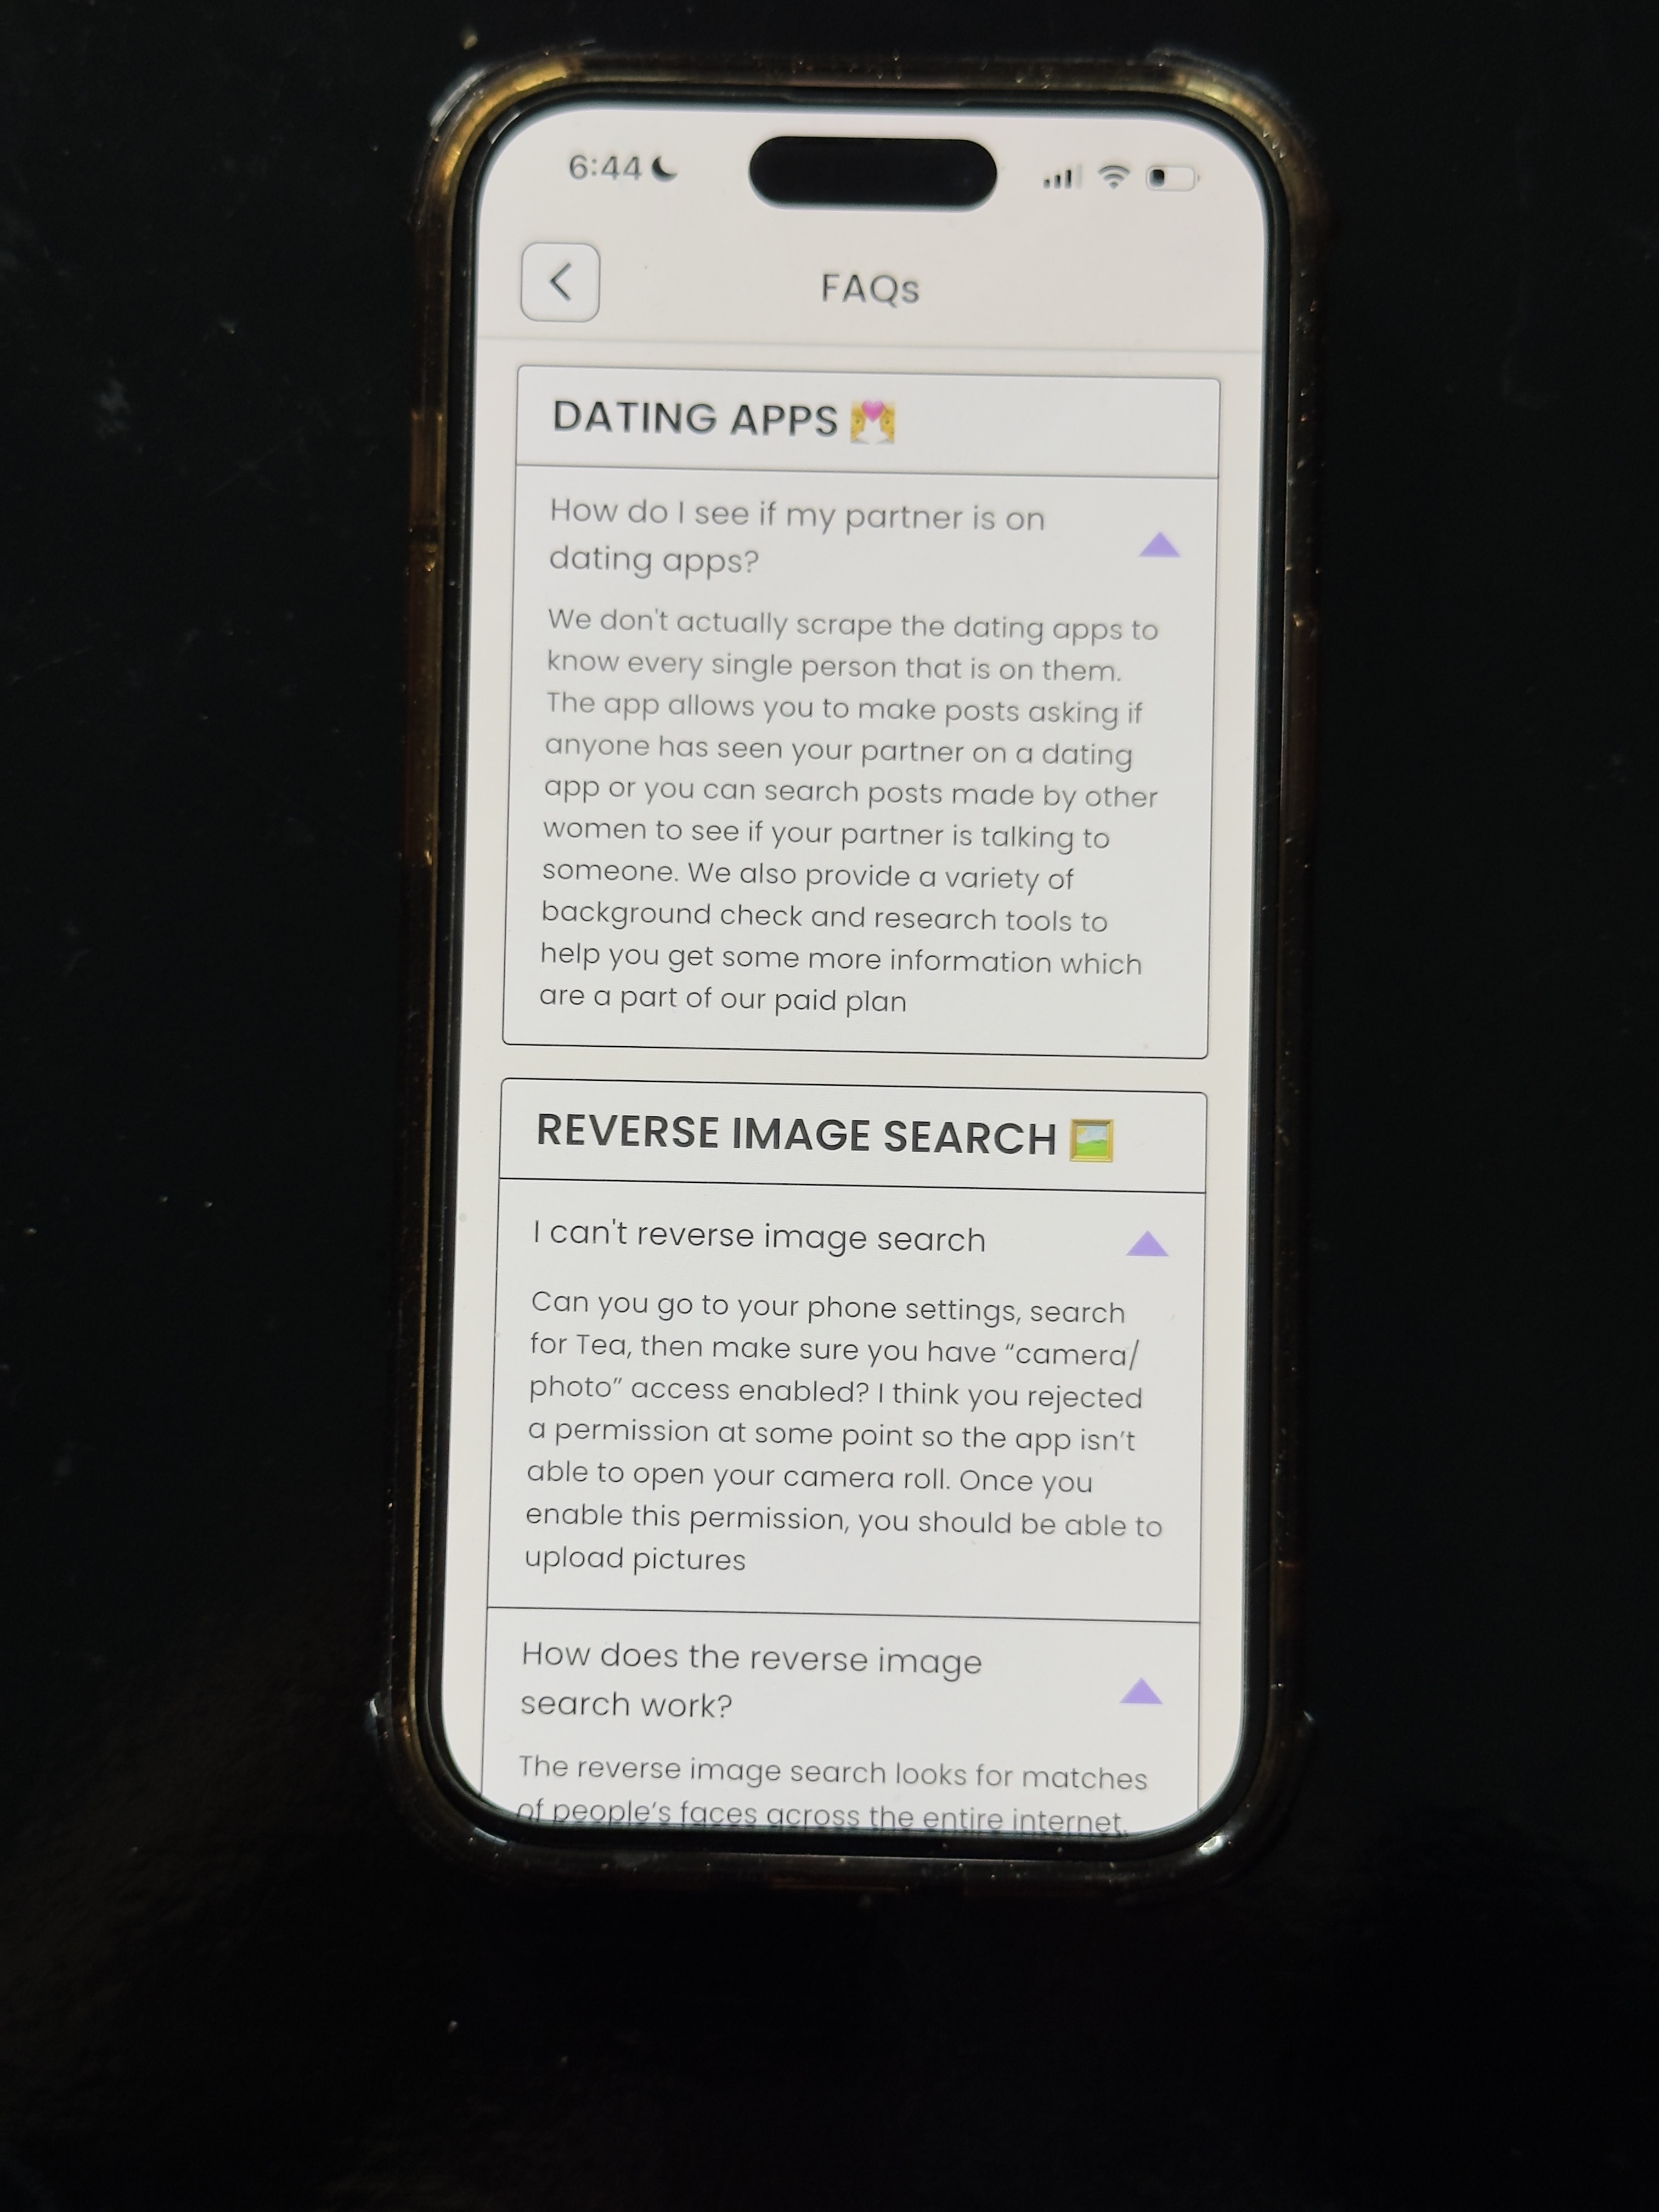 6:44
FAQs
DATING APPS
How do I see if my partner is on
dating apps?
We don't actually scrape the dating apps to
know every single person that is on them.
The app allows you to make posts asking if
anyone has seen your partner on a dating
app or you can search posts made by other
women to see if your partner is talking to
someone. We also provide a variety of
background check and research tools to
help you get some more information which
are a part of our paid plan
REVERSE IMAGE SEARCH
I can't reverse image search
Can you go to your phone settings, search
for Tea, then make sure you have “camera/
photo” access enabled? I think you rejected
a permission at some point so the app isn’t
able to open your camera roll. Once you
enable this permission, you should be able to
upload pictures
How does the reverse image
search work?
The reverse image search looks for matches
of people’s faces across the entire internet.